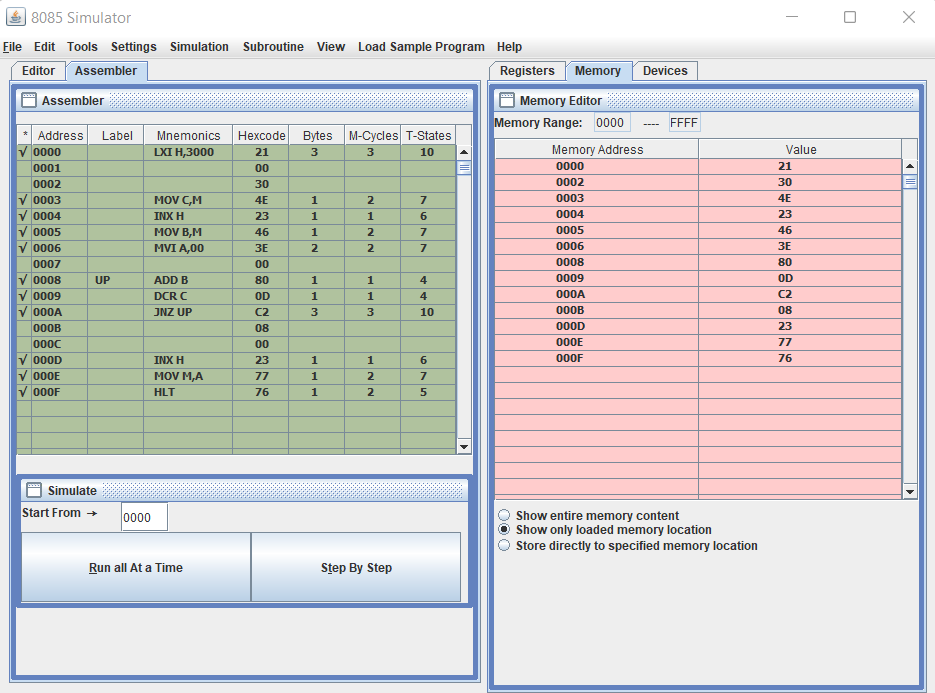 8085 Simulator
File Edit Tools Settings Simulation Subroutine View Load Sample Program Help
Editor Assembler
Assembler
* Address Label Mnemonics Hexcode Bytes M-Cycles T-States
√ 0000 LXI H,3000 21 3 3 10
0001 00
0002 30
√ 0003 MOV C,M 4E 1 2 7
√ 0004 INX H 23 1 1 6
√ 0005 MOV B,M 46 1 2 7
√ 0006 MVI A,00 3E 2 2 7
0007 00
√ 0008 UP ADD B 80 1 1 4
√ 0009 DCR C 0D 1 1 4
√ 000A JNZ UP C2 3 3 10
000B 08
000C 00
√ 000D INX H 23 1 1 6
√ 000E MOV M,A 77 1 2 7
√ 000F HLT 76 1 2 5
Simulate
Start From → 0000
Run all At a Time Step By Step
Registers Memory Devices
Memory Editor
Memory Range: 0000 ---- FFFF
Memory Address Value
0000 21
0002 30
0003 4E
0004 23
0005 46
0006 3E
0008 80
0009 0D
000A C2
000B 08
000D 23
000E 77
000F 76
Show entire memory content
Show only loaded memory location
Store directly to specified memory location